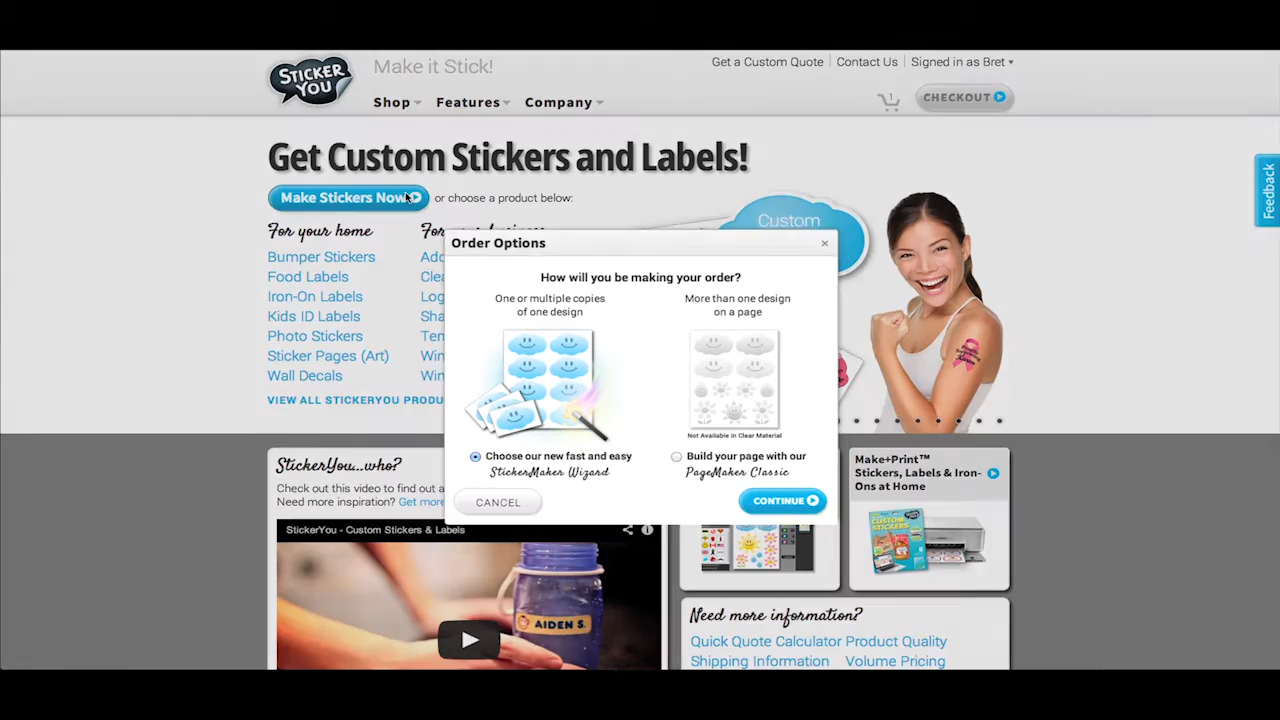 STICKER YOU
Make it Stick!
Get a Custom Quote
Contact Us
Signed in as Bret
Shop
Features
Company
1
CHECKOUT
Get Custom Stickers and Labels!
Make Stickers Now
or choose a product below:
Feedback
For your home
Bumper Stickers
Food Labels
Iron-On Labels
Kids ID Labels
Photo Stickers
Sticker Pages (Art)
Wall Decals
VIEW ALL STICKERYOU PRODU
For
Custom
Order Options
×
How will you be making your order?
One or multiple copies
of one design
More than one design
on a page
Not Available in Clear Material
Choose our new fast and easy
StickerMaker Wizard
Build your page with our
PageMaker Classic
CANCEL
CONTINUE
StickerYou...who?
Check out this video to find out a
Need more inspiration? Get more
StickerYou - Custom Stickers & Labels
AIDEN S.
Make+Print™
Stickers, Labels & Iron-
Ons at Home
CUSTOM
STICKERS
Need more information?
Quick Quote Calculator
Product Quality
Shipping Information
Volume Pricing